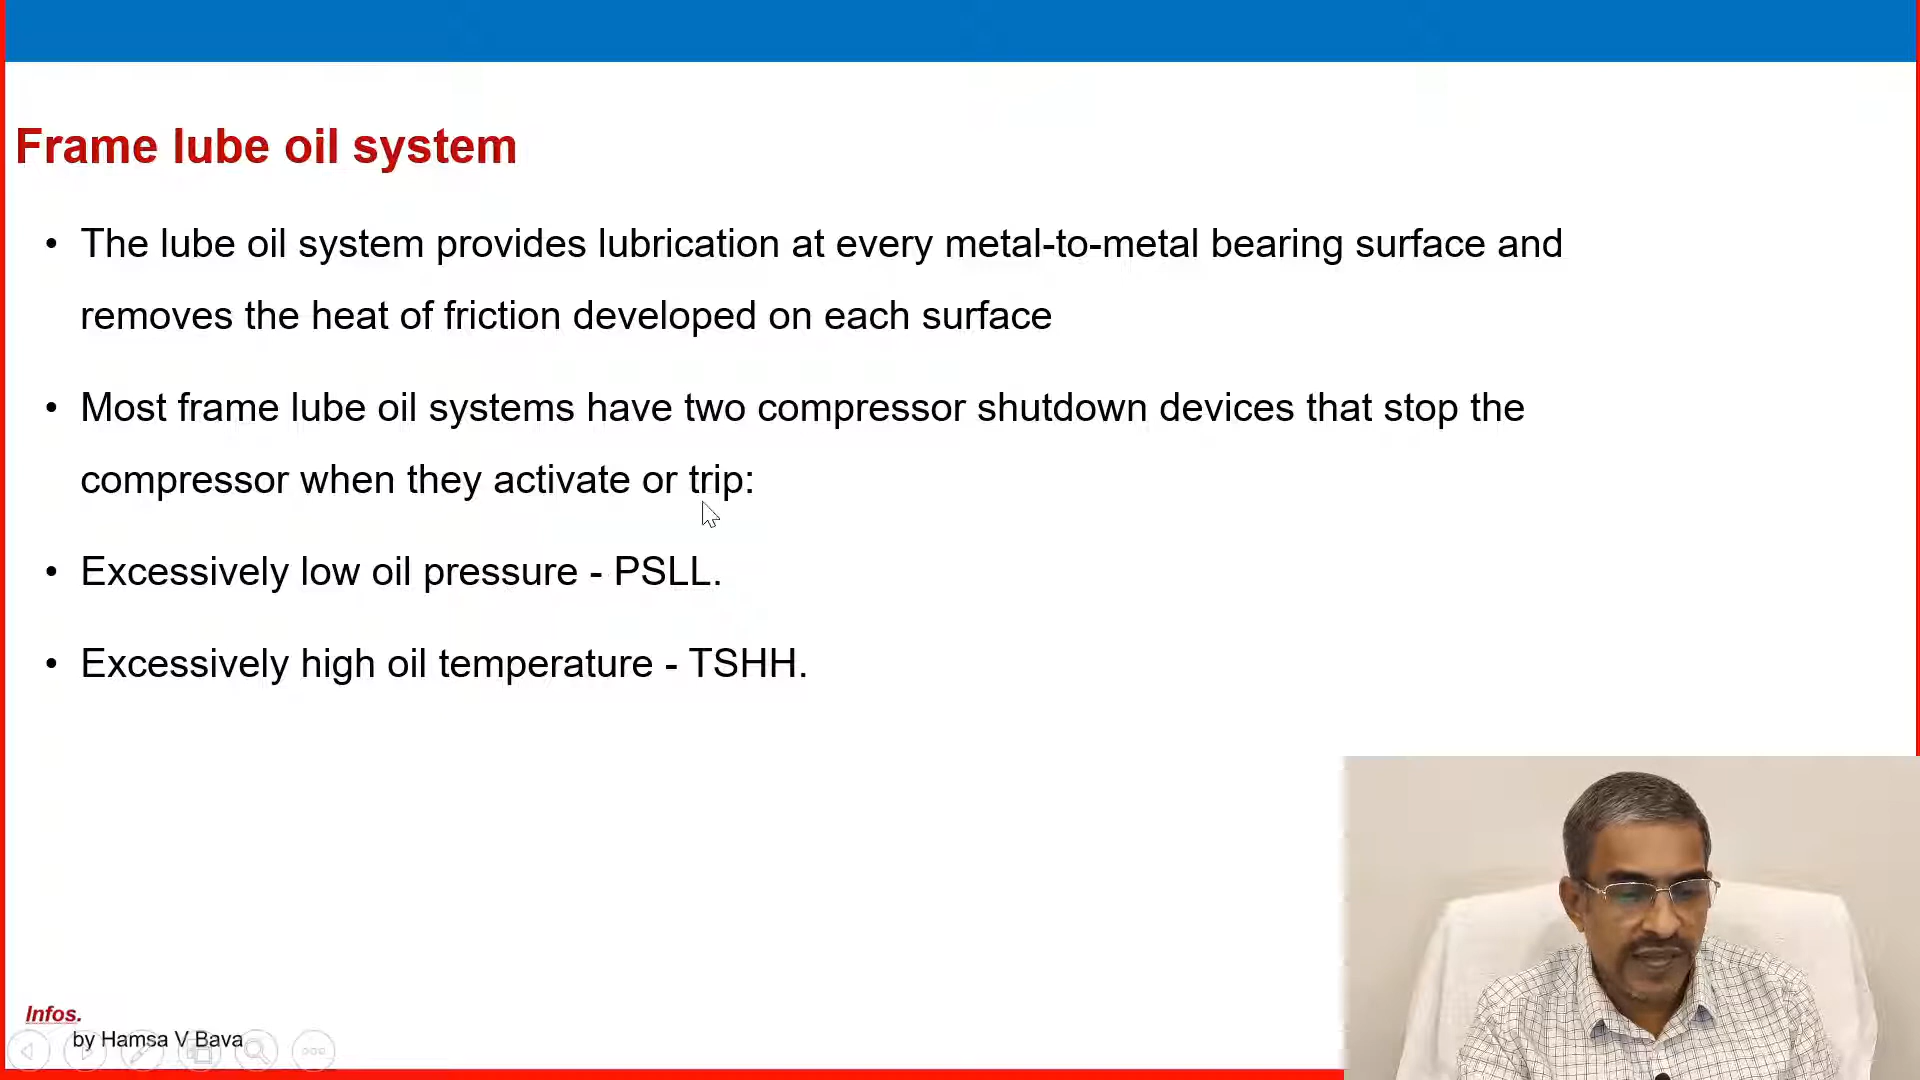 Frame lube oil system
• The lube oil system provides lubrication at every metal-to-metal bearing surface and
removes the heat of friction developed on each surface
• Most frame lube oil systems have two compressor shutdown devices that stop the
compressor when they activate or trip:
• Excessively low oil pressure - PSLL.
• Excessively high oil temperature - TSHH.
Infos.
by Hamsa V Bava